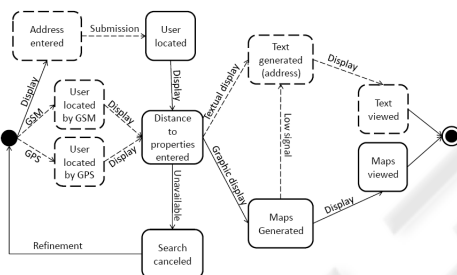 Address
entered
Submission
User
located
Display
GSM
GPS
User
located
by GSM
Display
User
located
by GPS
Display
Display
Distance
to
properties
entered
Unavailable
Search
canceled
Refinement
Textual display
Graphic display
Text
generated
(address)
Low signal
Maps
Generated
Display
Text
viewed
Display
Maps
viewed